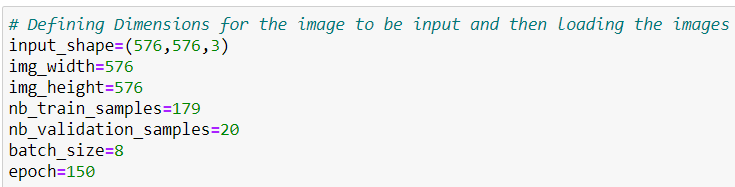 # Defining Dimensions for the image to be input and then loading the images
input_shape=(576,576,3)
img_width=576
img_height=576
nb_train_samples=179
nb_validation_samples=20
batch_size=8
epoch=150